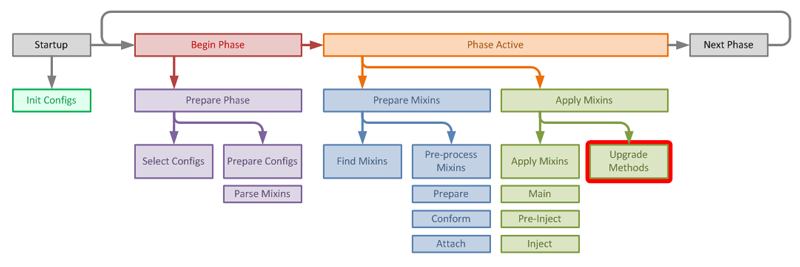 Startup
Begin Phase
Phase Active
Next Phase
Init Configs
Prepare Phase
Prepare Mixins
Apply Mixins
Select Configs
Prepare Configs
Find Mixins
Pre-process
Mixins
Apply Mixins
Upgrade
Methods
Parse Mixins
Prepare
Main
Conform
Pre-Inject
Attach
Inject